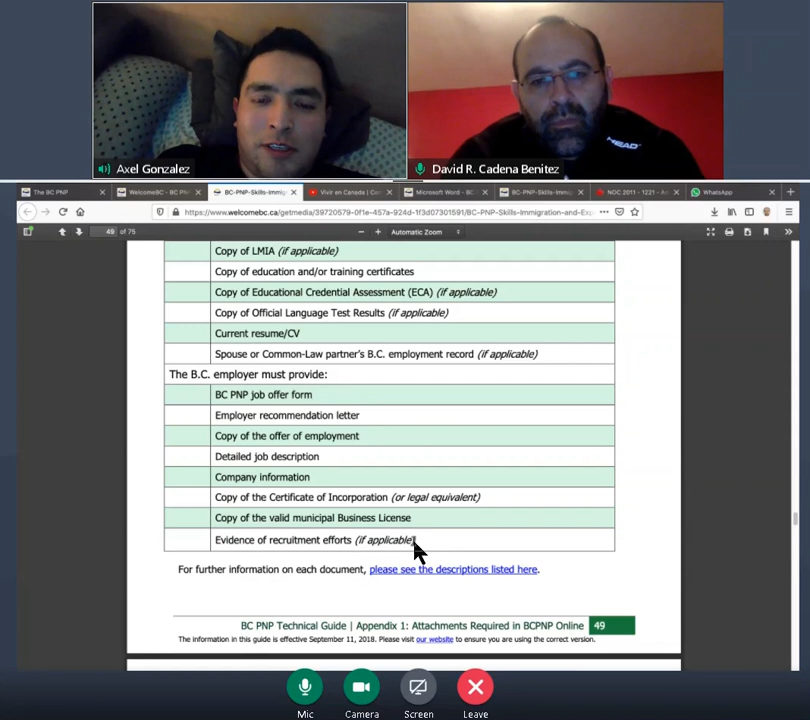 HEAD
Axel Gonzalez
David R. Cadena Benitez
The BC PNP
WelcomeBC - BC PN
BC-PNP-Skills-Immig
Vivir en Canada | Co
Microsoft Word - BC
BC-PNP-Skills-Immig
NOC 2011 - 1221 - A
WhatsApp
https://www.welcomebc.ca/getmedia/39720579-0f1e-457a-924d-1f3d07301591/BC-PNP-Skills-Immigration-and-Ex
49 of 75
Automatic Zoom
Copy of LMIA (if applicable)
Copy of education and/or training certificates
Copy of Educational Credential Assessment (ECA) (if applicable)
Copy of Official Language Test Results (if applicable)
Current resume/CV
Spouse or Common-Law partner's B.C. employment record (if applicable)
The B.C. employer must provide:
BC PNP job offer form
Employer recommendation letter
Copy of the offer of employment
Detailed job description
Company information
Copy of the Certificate of Incorporation (or legal equivalent)
Copy of the valid municipal Business License
Evidence of recruitment efforts (if applicable)
For further information on each document, please see the descriptions listed here.
BC PNP Technical Guide | Appendix 1: Attachments Required in BCPNP Online 49
The information in this guide is effective September 11, 2018. Please visit our website to ensure you are using the correct version.
Mic Camera Screen Leave